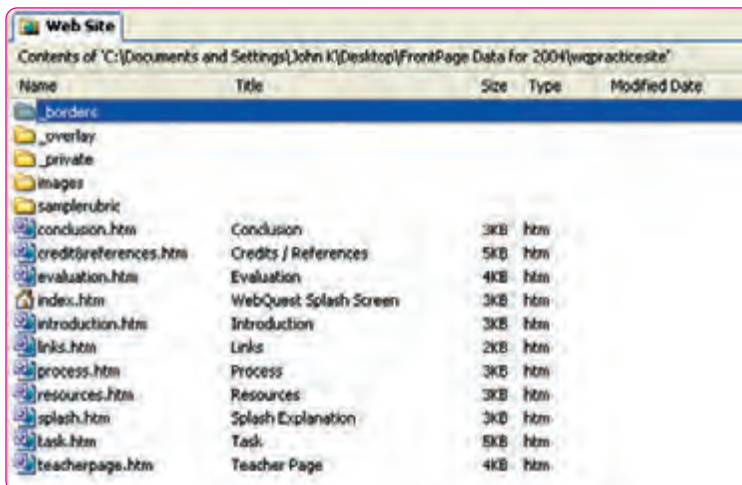 Web Site
Contents of 'C:\Documents and Settings\John K\Desktop\FrontPage Data for 2004\wqpracticesite'
Name Title Size Type Modified Date
_borders
_overlay
_private
images
samplerubric
conclusion.htm Conclusion 3KB htm
credit&references.htm Credits / References 5KB htm
evaluation.htm Evaluation 4KB htm
index.htm WebQuest Splash Screen 3KB htm
introduction.htm Introduction 3KB htm
links.htm Links 2KB htm
process.htm Process 3KB htm
resources.htm Resources 3KB htm
splash.htm Splash Explanation 3KB htm
task.htm Task 5KB htm
teacherpage.htm Teacher Page 4KB htm